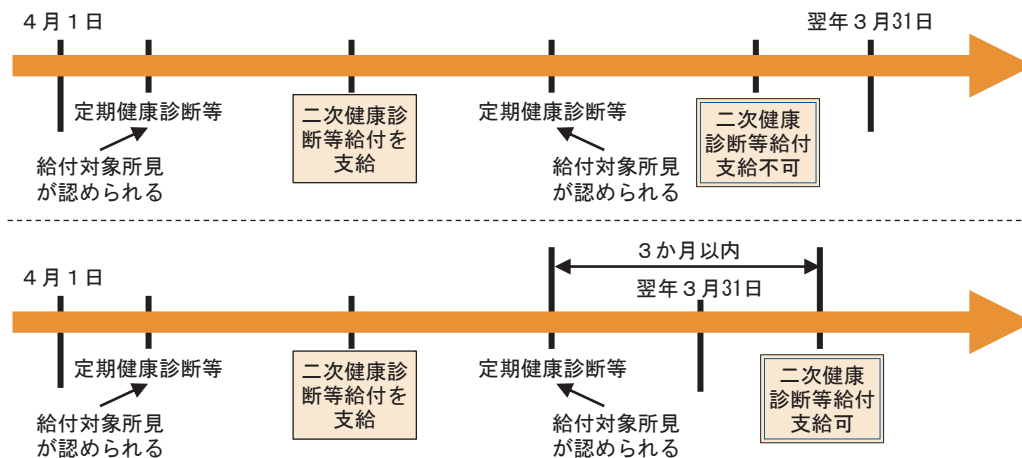 ４月１日
翌年３月31日
定期健康診断等
二次健康診
断等給付を
支給
定期健康診断等
二次健康
診断等給付
支給不可
給付対象所見
が認められる
給付対象所見
が認められる
３か月以内
４月１日
翌年３月31日
定期健康診断等
二次健康診
断等給付を
支給
定期健康診断等
二次健康
診断等給付
支給可
給付対象所見
が認められる
給付対象所見
が認められる